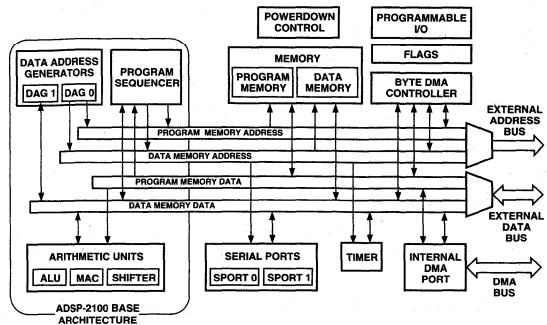 POWERDOWN
CONTROL
PROGRAMMABLE
I/O
FLAGS
DATA ADDRESS
GENERATORS
DAG 1 DAG 0
PROGRAM
SEQUENCER
MEMORY
PROGRAM
MEMORY
DATA
MEMORY
BYTE DMA
CONTROLLER
EXTERNAL
ADDRESS
BUS
PROGRAM MEMORY ADDRESS
DATA MEMORY ADDRESS
PROGRAM MEMORY DATA
DATA MEMORY DATA
EXTERNAL
DATA
BUS
ARITHMETIC UNITS
ALU MAC SHIFTER
SERIAL PORTS
SPORT 0 SPORT 1
TIMER
INTERNAL
DMA
PORT
DMA
BUS
ADSP-2100 BASE
ARCHITECTURE